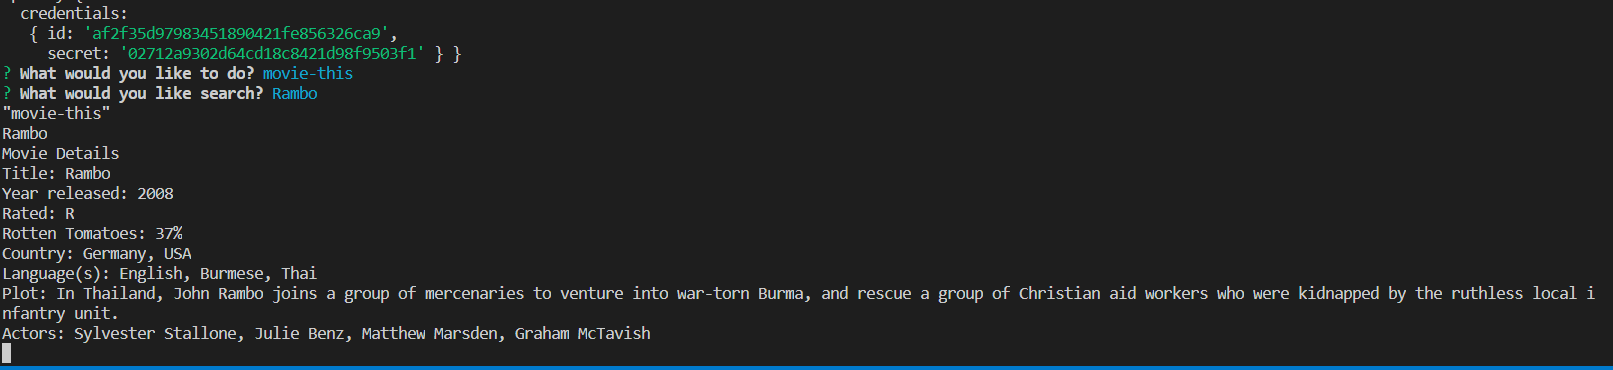 credentials:
{ id: 'af2f35d97983451890421fe856326ca9',
secret: '02712a9302d64cd18c8421d98f9503f1' } }
? What would you like to do? movie-this
? What would you like search? Rambo
"movie-this"
Rambo
Movie Details
Title: Rambo
Year released: 2008
Rated: R
Rotten Tomatoes: 37%
Country: Germany, USA
Language(s): English, Burmese, Thai
Plot: In Thailand, John Rambo joins a group of mercenaries to venture into war-torn Burma, and rescue a group of Christian aid workers who were kidnapped by the ruthless local i
nfantry unit.
Actors: Sylvester Stallone, Julie Benz, Matthew Marsden, Graham McTavish